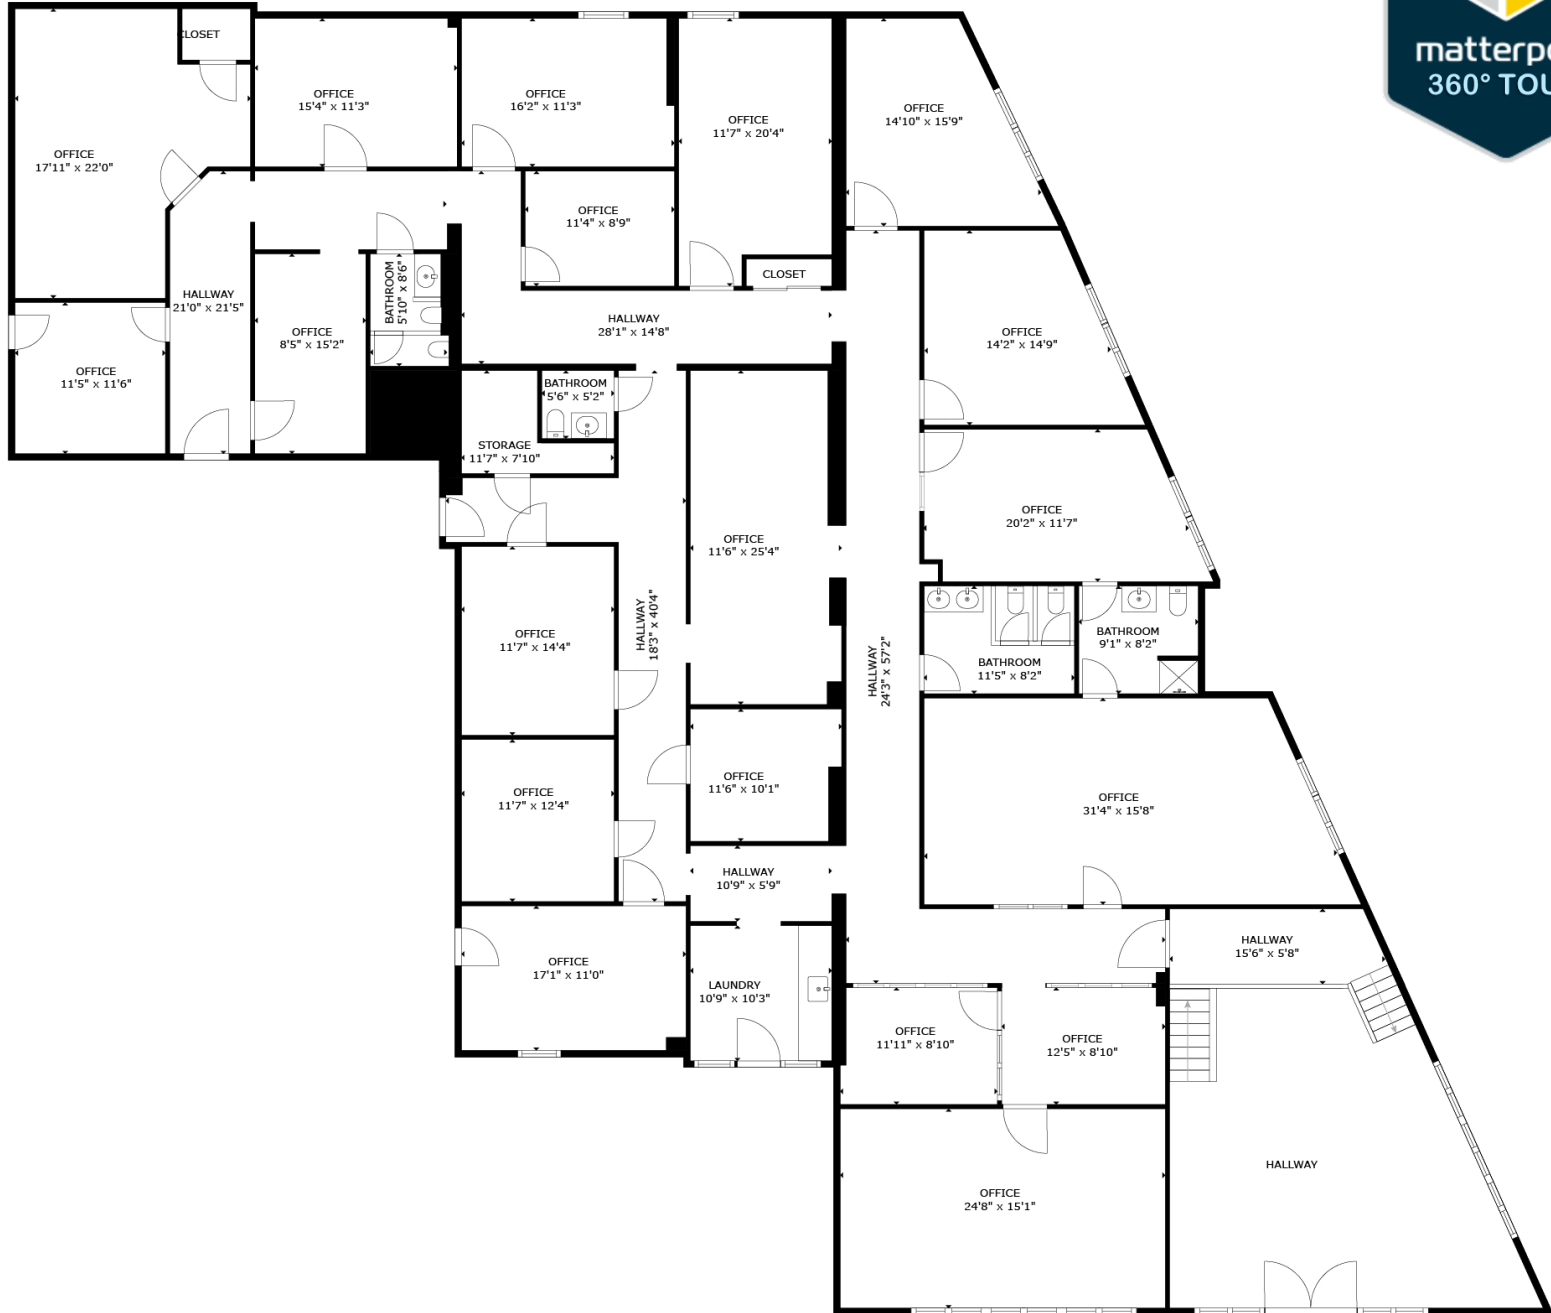 CLOSET
OFFICE
15'4" x 11'3"
OFFICE
16'2" x 11'3"
OFFICE
11'7" x 20'4"
OFFICE
14'10" x 15'9"
matterpo
360° TOU
OFFICE
17'11" x 22'0"
OFFICE
11'4" x 8'9"
CLOSET
HALLWAY
21'0" x 21'5"
BATHROOM
5'10" x 8'6"
OFFICE
8'5" x 15'2"
HALLWAY
28'1" x 14'8"
OFFICE
14'2" x 14'9"
OFFICE
11'5" x 11'6"
BATHROOM
5'6" x 5'2"
STORAGE
11'7" x 7'10"
OFFICE
11'6" x 25'4"
OFFICE
20'2" x 11'7"
OFFICE
11'7" x 14'4"
HALLWAY
18'3" x 40'4"
HALLWAY
24'3" x 57'2"
BATHROOM
11'5" x 8'2"
BATHROOM
9'1" x 8'2"
OFFICE
11'7" x 12'4"
OFFICE
11'6" x 10'1"
OFFICE
31'4" x 15'8"
HALLWAY
10'9" x 5'9"
OFFICE
17'1" x 11'0"
LAUNDRY
10'9" x 10'3"
HALLWAY
15'6" x 5'8"
OFFICE
11'11" x 8'10"
OFFICE
12'5" x 8'10"
HALLWAY
OFFICE
24'8" x 15'1"